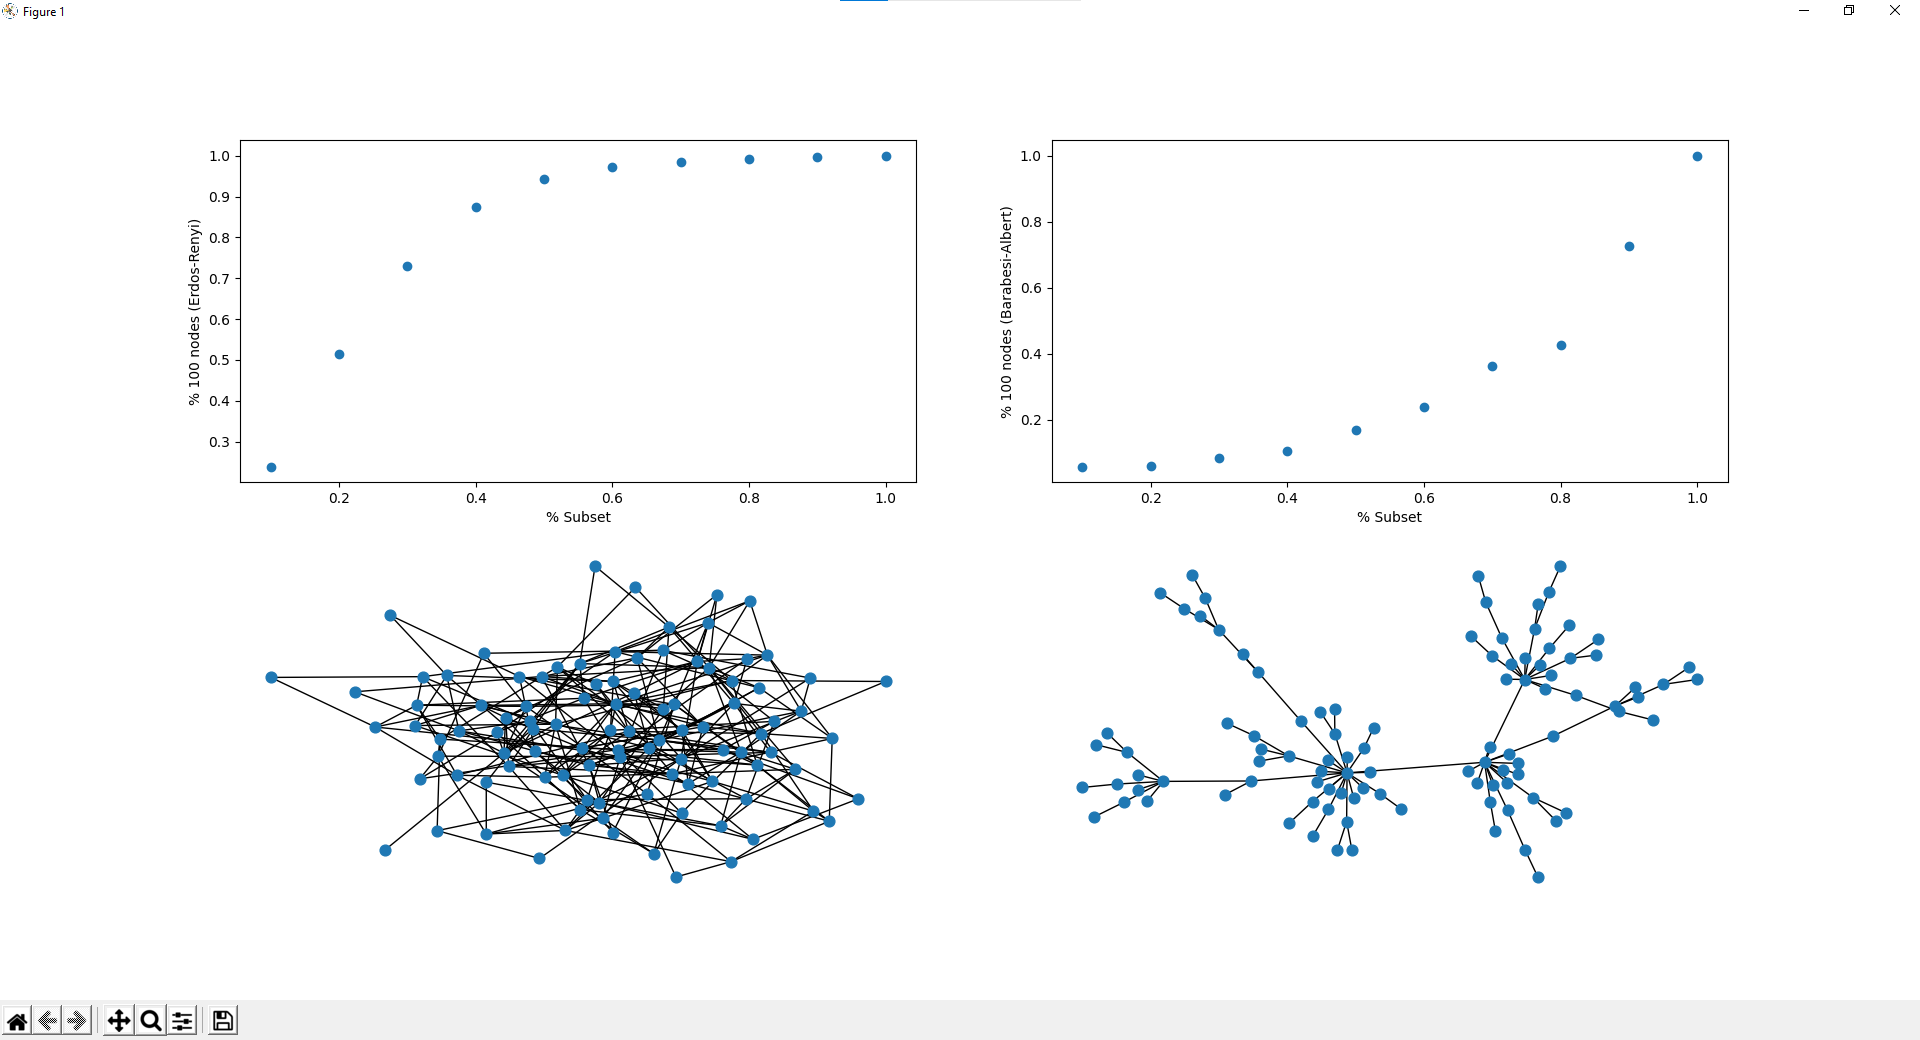 Figure 1
1.0
0.9
0.8
0.7
0.6
0.5
0.4
0.3
% 100 nodes (Erdos-Renyi)
0.2 0.4 0.6 0.8 1.0
% Subset
1.0
0.8
0.6
0.4
0.2
% 100 nodes (Barabesi-Albert)
0.2 0.4 0.6 0.8 1.0
% Subset